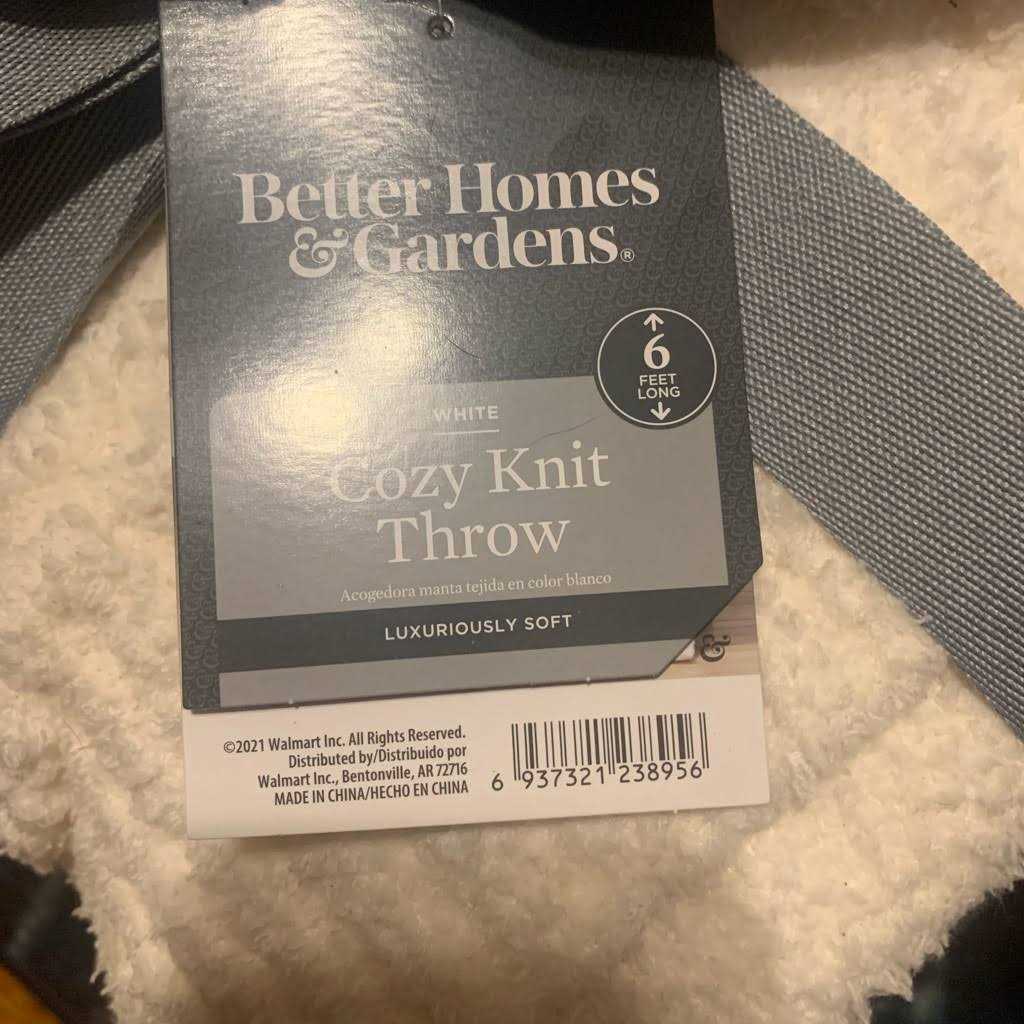 Better Homes
& Gardens®
6
FEET
LONG
WHITE
Cozy Knit
Throw
Acogedora manta tejida en color blanco
LUXURIOUSLY SOFT
&
©2021 Walmart Inc. All Rights Reserved.
Distributed by/Distribuido por
Walmart Inc., Bentonville, AR 72716
MADE IN CHINA/HECHO EN CHINA
6 937321 238956